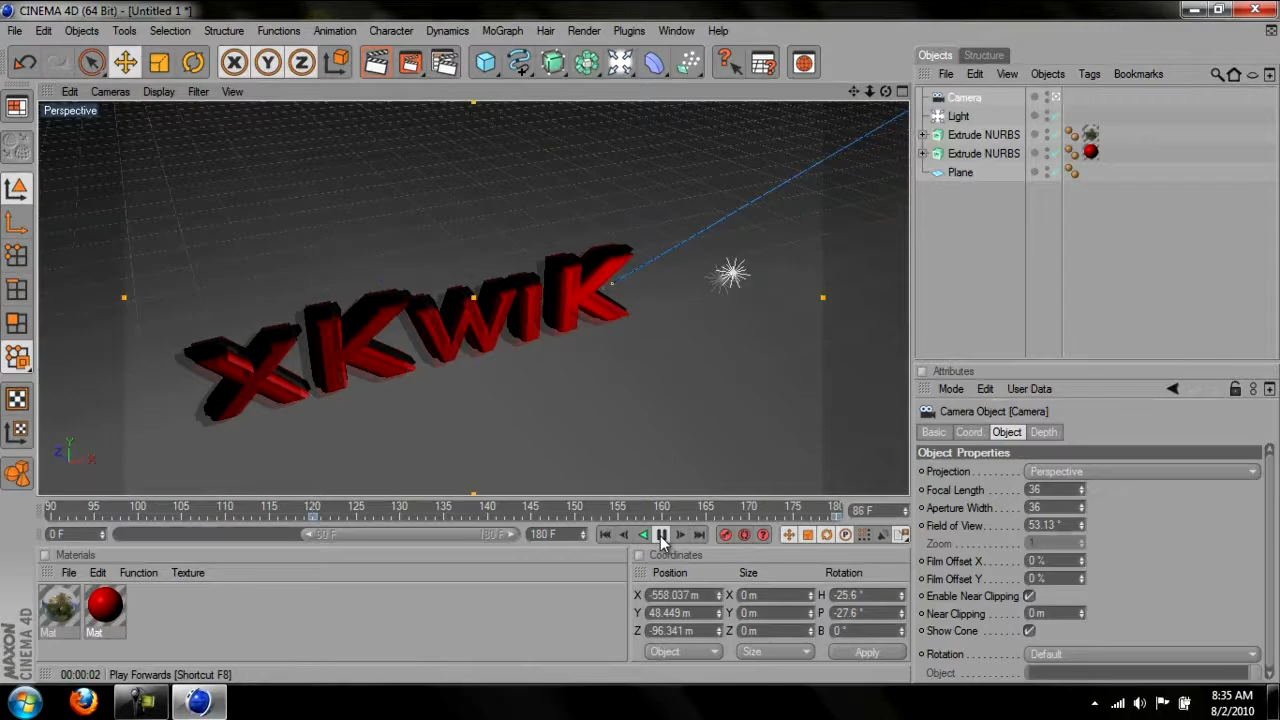 CINEMA 4D (64 Bit) - [Untitled 1 *]
File Edit Objects Tools Selection Structure Functions Animation Character Dynamics MoGraph Hair Render Plugins Window Help
X Y Z
Objects Structure
File Edit View Objects Tags Bookmarks
Edit Cameras Display Filter View
Perspective
Camera
Light
Extrude NURBS
Extrude NURBS
Plane
xKwiK
Y
Z X
Attributes
Mode Edit User Data
Camera Object [Camera]
Basic Coord. Object Depth
Object Properties
Projection Perspective
Focal Length 36
Aperture Width 36
Field of View 53.13 °
Zoom 1
Film Offset X 0 %
Film Offset Y 0 %
Enable Near Clipping
Near Clipping 0 m
Show Cone
Rotation Default
Object
90 95 100 105 110 115 120 125 130 135 140 145 150 155 160 165 170 175 180 86 F
0 F 180 F
Materials
File Edit Function Texture
Mat Mat
Coordinates
Position Size Rotation
X -558.037 m X 0 m H -25.6 °
Y 48.449 m Y 0 m P -27.6 °
Z -96.341 m Z 0 m B 0 °
Object Size Apply
MAXON
CINEMA 4D
00:00:02 Play Forwards [Shortcut F8]
8:35 AM
8/2/2010